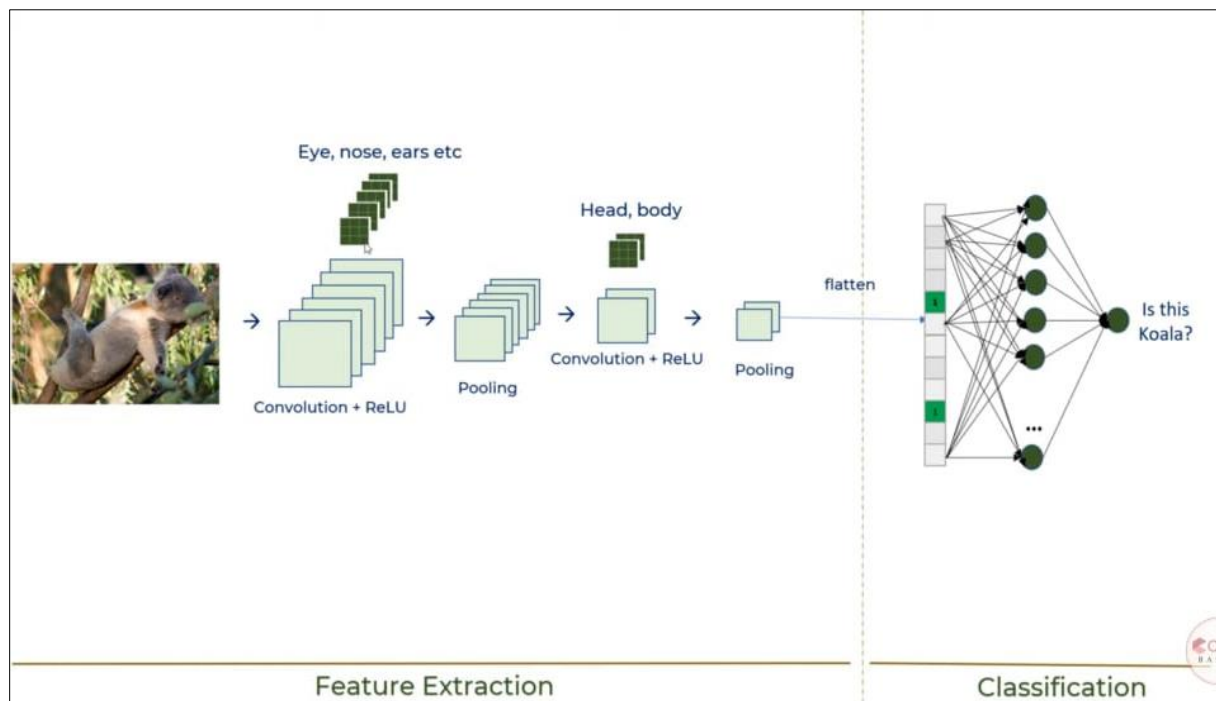 Eye, nose, ears etc
Head, body
flatten
1
Is this
Koala?
Convolution + ReLU
Pooling
Convolution + ReLU
Pooling
1
...
Feature Extraction
Classification